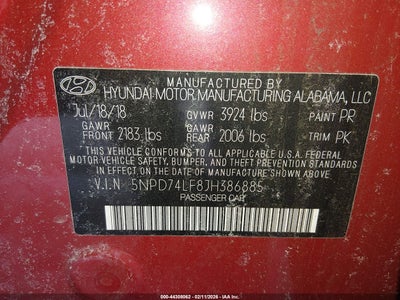 MANUFACTURED BY
HYUNDAI MOTOR MANUFACTURING ALABAMA, LLC
Jul/18/18 GVWR 3924 lbs PAINT PR
GAWR GAWR
FRONT 2183 lbs REAR 2006 lbs TRIM PK
THIS VEHICLE CONFORMS TO ALL APPLICABLE U.S.A. FEDERAL MOTOR
VEHICLE SAFETY, BUMPER, AND THEFT PREVENTION STANDARDS IN
EFFECT ON THE DATE OF MANUFACTURE SHOWN ABOVE.
V.I.N 5NPD74LF8JH386885
PASSENGER CAR
000-44308062 - 02/11/2026 - IAA Inc.